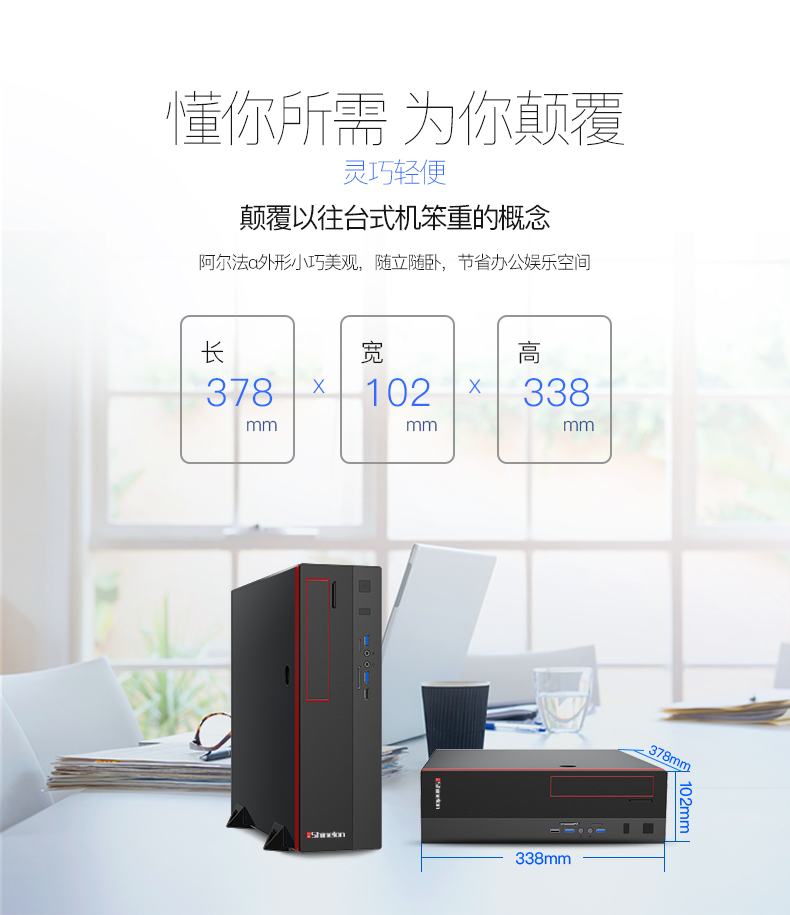 懂你所需 为你颠覆
灵巧轻便
颠覆以往台式机笨重的概念
阿尔法α外形小巧美观，随立随卧，节省办公娱乐空间
长
378
mm
x
宽
102
mm
x
高
338
mm
Shinelon
Shinelon
378mm
102mm
338mm